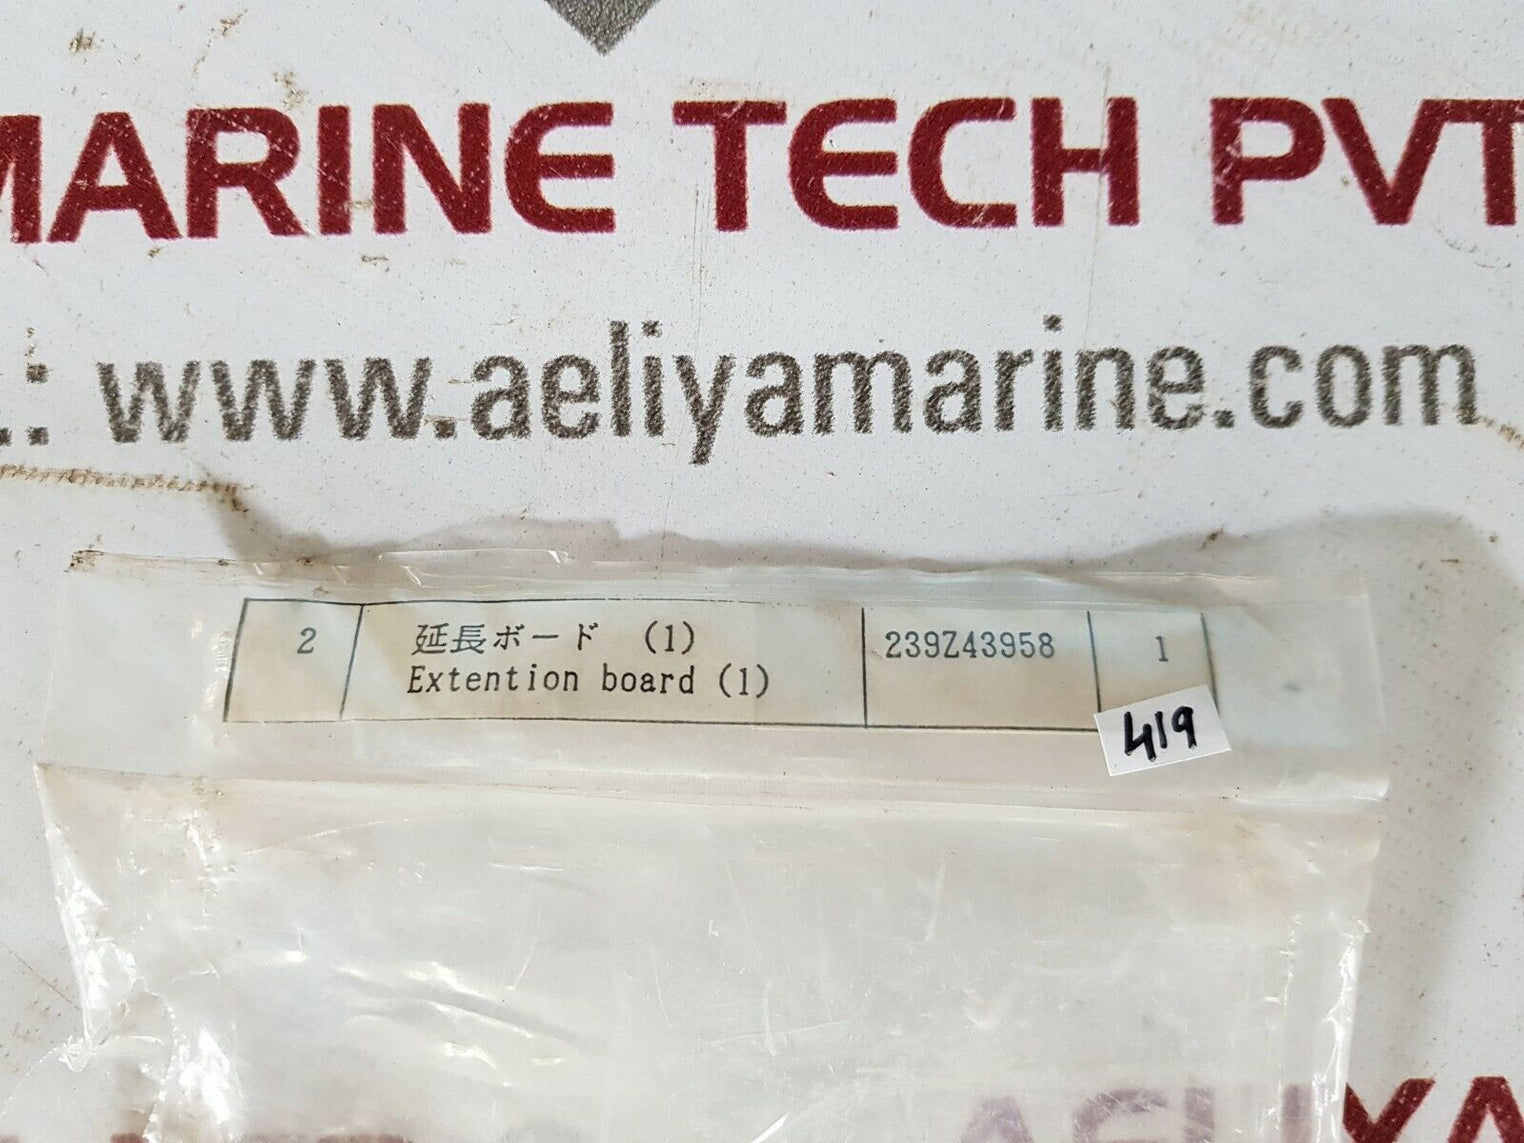 MARINE TECH PVT
.: www.aeliyamarine.com
2 延長ボード (1) 239Z43958 1
Extention board (1)
419
AELIYA